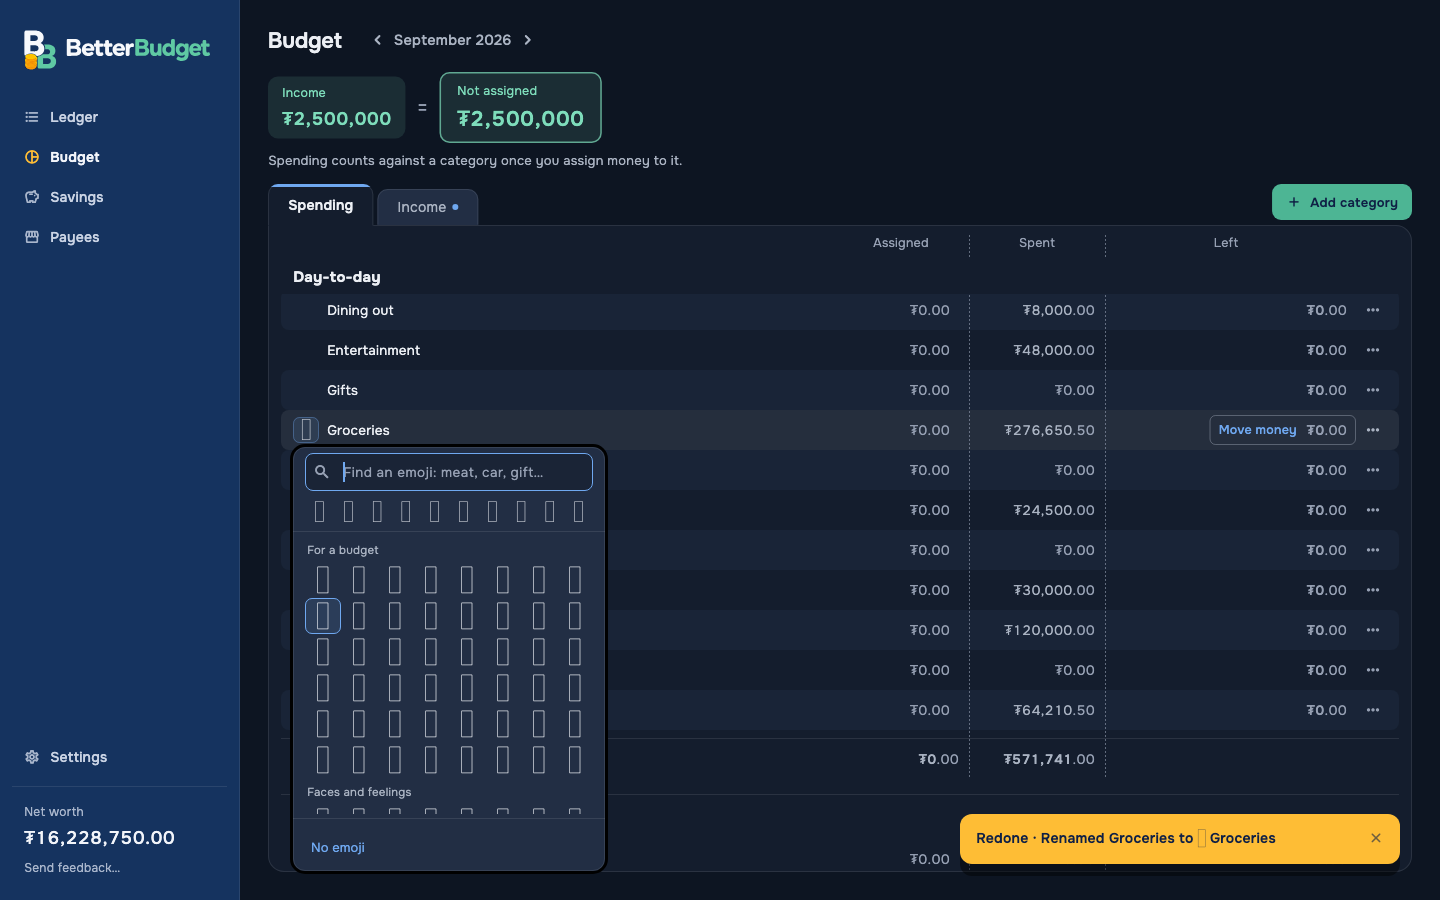 BetterBudget
Ledger
Budget
Savings
Payees
Settings
Net worth
₮16,228,750.00
Send feedback...
Budget
September 2026
Income
₮2,500,000
=
Not assigned
₮2,500,000
Spending counts against a category once you assign money to it.
Spending
Income
+ Add category
Assigned Spent Left
Day-to-day
Dining out ₮0.00 ₮8,000.00 ₮0.00
Entertainment ₮0.00 ₮48,000.00 ₮0.00
Gifts ₮0.00 ₮0.00 ₮0.00
Groceries ₮0.00 ₮276,650.50 Move money ₮0.00
₮0.00 ₮0.00 ₮0.00
₮0.00 ₮24,500.00 ₮0.00
₮0.00 ₮0.00 ₮0.00
₮0.00 ₮30,000.00 ₮0.00
₮0.00 ₮120,000.00 ₮0.00
₮0.00 ₮0.00 ₮0.00
₮0.00 ₮64,210.50 ₮0.00
₮0.00 ₮571,741.00
₮0.00
Find an emoji: meat, car, gift...
For a budget
Faces and feelings
No emoji
Redone · Renamed Groceries to Groceries